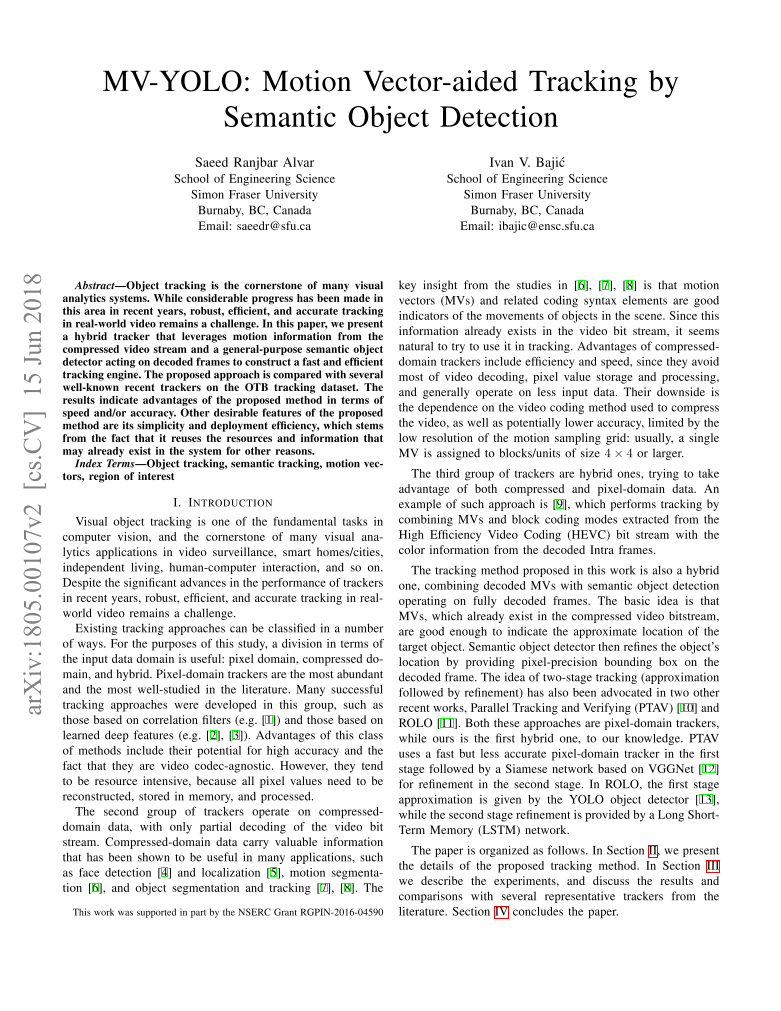 MV-YOLO: Motion Vector-aided Tracking by
Semantic Object Detection
Saeed Ranjbar Alvar
School of Engineering Science
Simon Fraser University
Burnaby, BC, Canada
Email: saeedr@sfu.ca
Ivan V. Bajić
School of Engineering Science
Simon Fraser University
Burnaby, BC, Canada
Email: ibajic@ensc.sfu.ca
arXiv:1805.00107v2 [cs.CV] 15 Jun 2018
Abstract—Object tracking is the cornerstone of many visual
analytics systems. While considerable progress has been made in
this area in recent years, robust, efficient, and accurate tracking
in real-world video remains a challenge. In this paper, we present
a hybrid tracker that leverages motion information from the
compressed video stream and a general-purpose semantic object
detector acting on decoded frames to construct a fast and efficient
tracking engine. The proposed approach is compared with several
well-known recent trackers on the OTB tracking dataset. The
results indicate advantages of the proposed method in terms of
speed and/or accuracy. Other desirable features of the proposed
method are its simplicity and deployment efficiency, which stems
from the fact that it reuses the resources and information that
may already exist in the system for other reasons.
Index Terms—Object tracking, semantic tracking, motion vec-
tors, region of interest
I. INTRODUCTION
Visual object tracking is one of the fundamental tasks in
computer vision, and the cornerstone of many visual ana-
lytics applications in video surveillance, smart homes/cities,
independent living, human-computer interaction, and so on.
Despite the significant advances in the performance of trackers
in recent years, robust, efficient, and accurate tracking in real-
world video remains a challenge.
Existing tracking approaches can be classified in a number
of ways. For the purposes of this study, a division in terms of
the input data domain is useful: pixel domain, compressed do-
main, and hybrid. Pixel-domain trackers are the most abundant
and the most well-studied in the literature. Many successful
tracking approaches were developed in this group, such as
those based on correlation filters (e.g. [1]) and those based on
learned deep features (e.g. [2], [3]). Advantages of this class
of methods include their potential for high accuracy and the
fact that they are video codec-agnostic. However, they tend
to be resource intensive, because all pixel values need to be
reconstructed, stored in memory, and processed.
The second group of trackers operate on compressed-
domain data, with only partial decoding of the video bit
stream. Compressed-domain data carry valuable information
that has been shown to be useful in many applications, such
as face detection [4] and localization [5], motion segmenta-
tion [6], and object segmentation and tracking [7], [8]. The
This work was supported in part by the NSERC Grant RGPIN-2016-04590
key insight from the studies in [6], [7], [8] is that motion
vectors (MVs) and related coding syntax elements are good
indicators of the movements of objects in the scene. Since this
information already exists in the video bit stream, it seems
natural to try to use it in tracking. Advantages of compressed-
domain trackers include efficiency and speed, since they avoid
most of video decoding, pixel value storage and processing,
and generally operate on less input data. Their downside is
the dependence on the video coding method used to compress
the video, as well as potentially lower accuracy, limited by the
low resolution of the motion sampling grid: usually, a single
MV is assigned to blocks/units of size 4 × 4 or larger.
The third group of trackers are hybrid ones, trying to take
advantage of both compressed and pixel-domain data. An
example of such approach is [9], which performs tracking by
combining MVs and block coding modes extracted from the
High Efficiency Video Coding (HEVC) bit stream with the
color information from the decoded Intra frames.
The tracking method proposed in this work is also a hybrid
one, combining decoded MVs with semantic object detection
operating on fully decoded frames. The basic idea is that
MVs, which already exist in the compressed video bitstream,
are good enough to indicate the approximate location of the
target object. Semantic object detector then refines the object's
location by providing pixel-precision bounding box on the
decoded frame. The idea of two-stage tracking (approximation
followed by refinement) has also been advocated in two other
recent works, Parallel Tracking and Verifying (PTAV) [10] and
ROLO [11]. Both these approaches are pixel-domain trackers,
while ours is the first hybrid one, to our knowledge. PTAV
uses a fast but less accurate pixel-domain tracker in the first
stage followed by a Siamese network based on VGGNet [12]
for refinement in the second stage. In ROLO, the first stage
approximation is given by the YOLO object detector [13],
while the second stage refinement is provided by a Long Short-
Term Memory (LSTM) network.
The paper is organized as follows. In Section II, we present
the details of the proposed tracking method. In Section III
we describe the experiments, and discuss the results and
comparisons with several representative trackers from the
literature. Section IV concludes the paper.